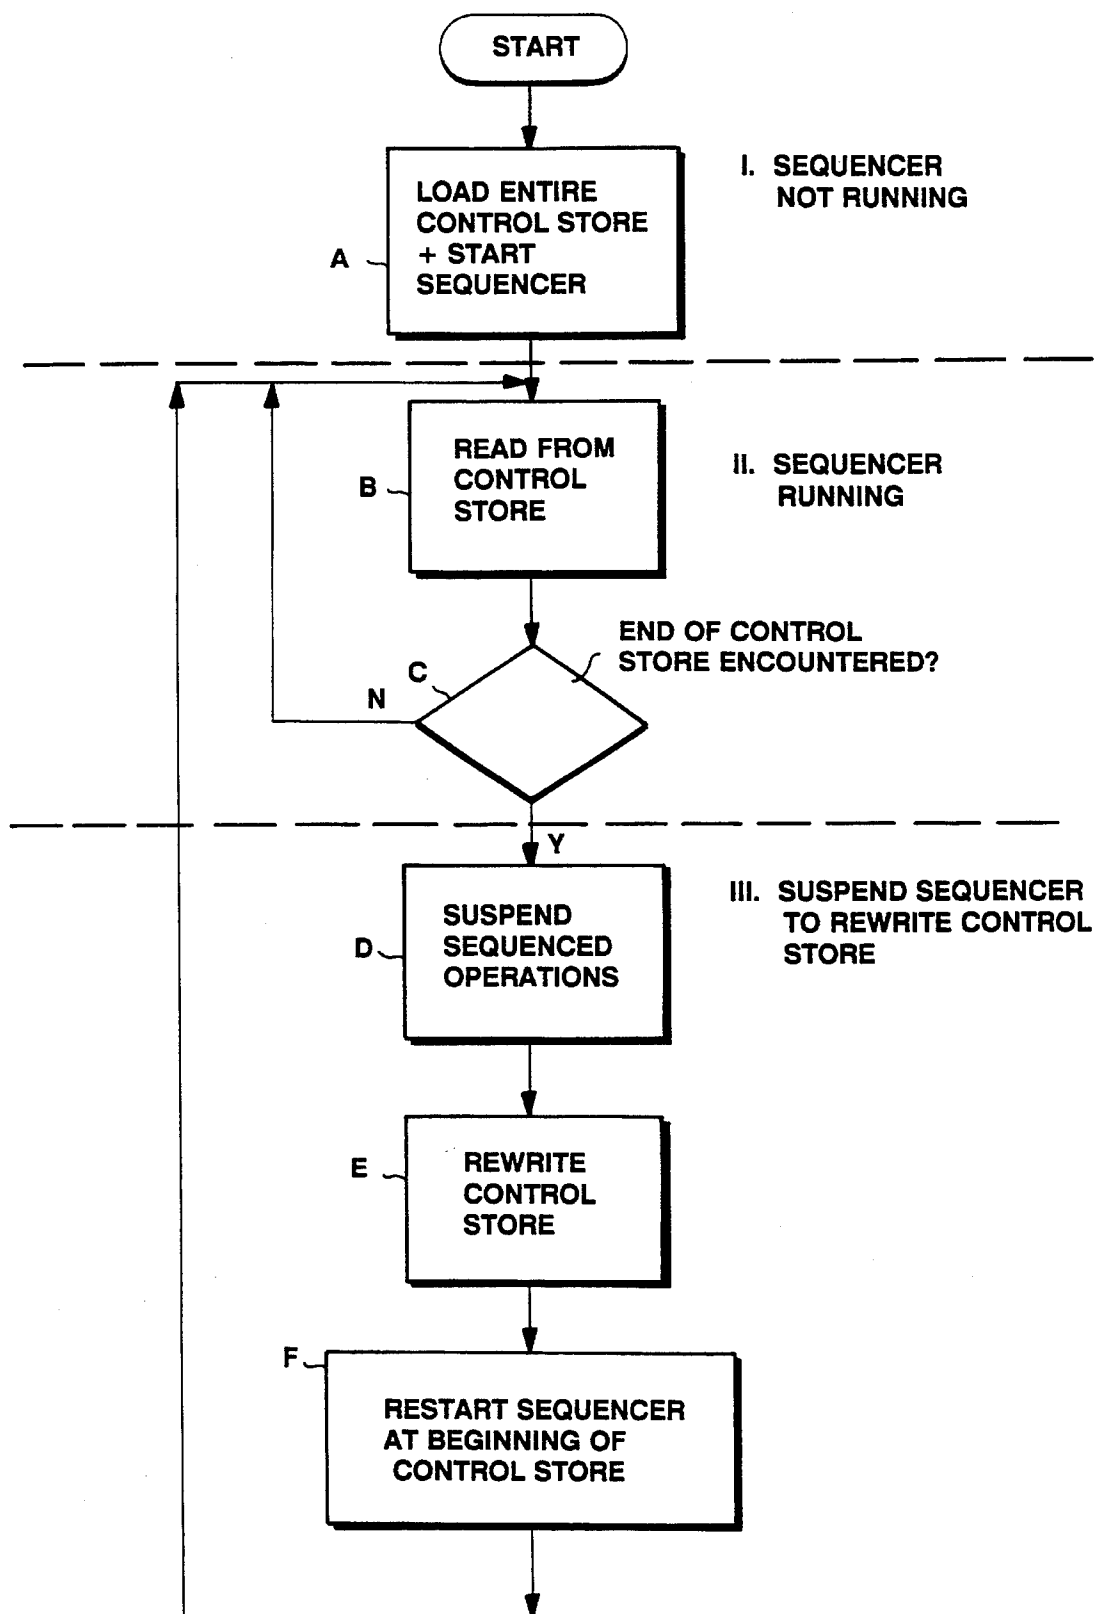 START
LOAD ENTIRE
CONTROL STORE
+ START
SEQUENCER
A
I. SEQUENCER
NOT RUNNING
READ FROM
CONTROL
STORE
B
II. SEQUENCER
RUNNING
END OF CONTROL
STORE ENCOUNTERED?
C
N
Y
SUSPEND
SEQUENCED
OPERATIONS
D
III. SUSPEND SEQUENCER
TO REWRITE CONTROL
STORE
E
REWRITE
CONTROL
STORE
F
RESTART SEQUENCER
AT BEGINNING OF
CONTROL STORE